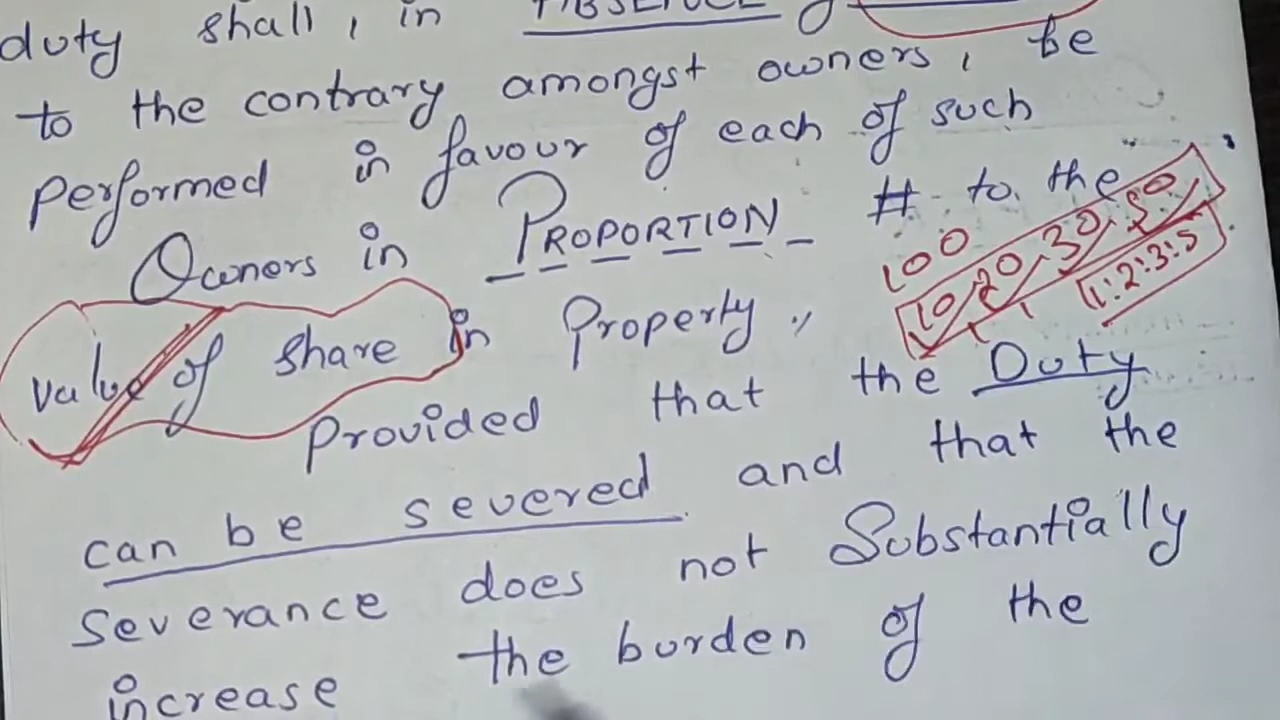 duty shall, in ABSENCE of
to the contrary amongst owners, be
performed in favour of each of such
Owners in PROPORTION # to the
100
10/20/30/50
1:2:3:5
value of share in Property.,
Provided that the Duty
can be severed and that the
severance does not Substantially
increase the burden of the